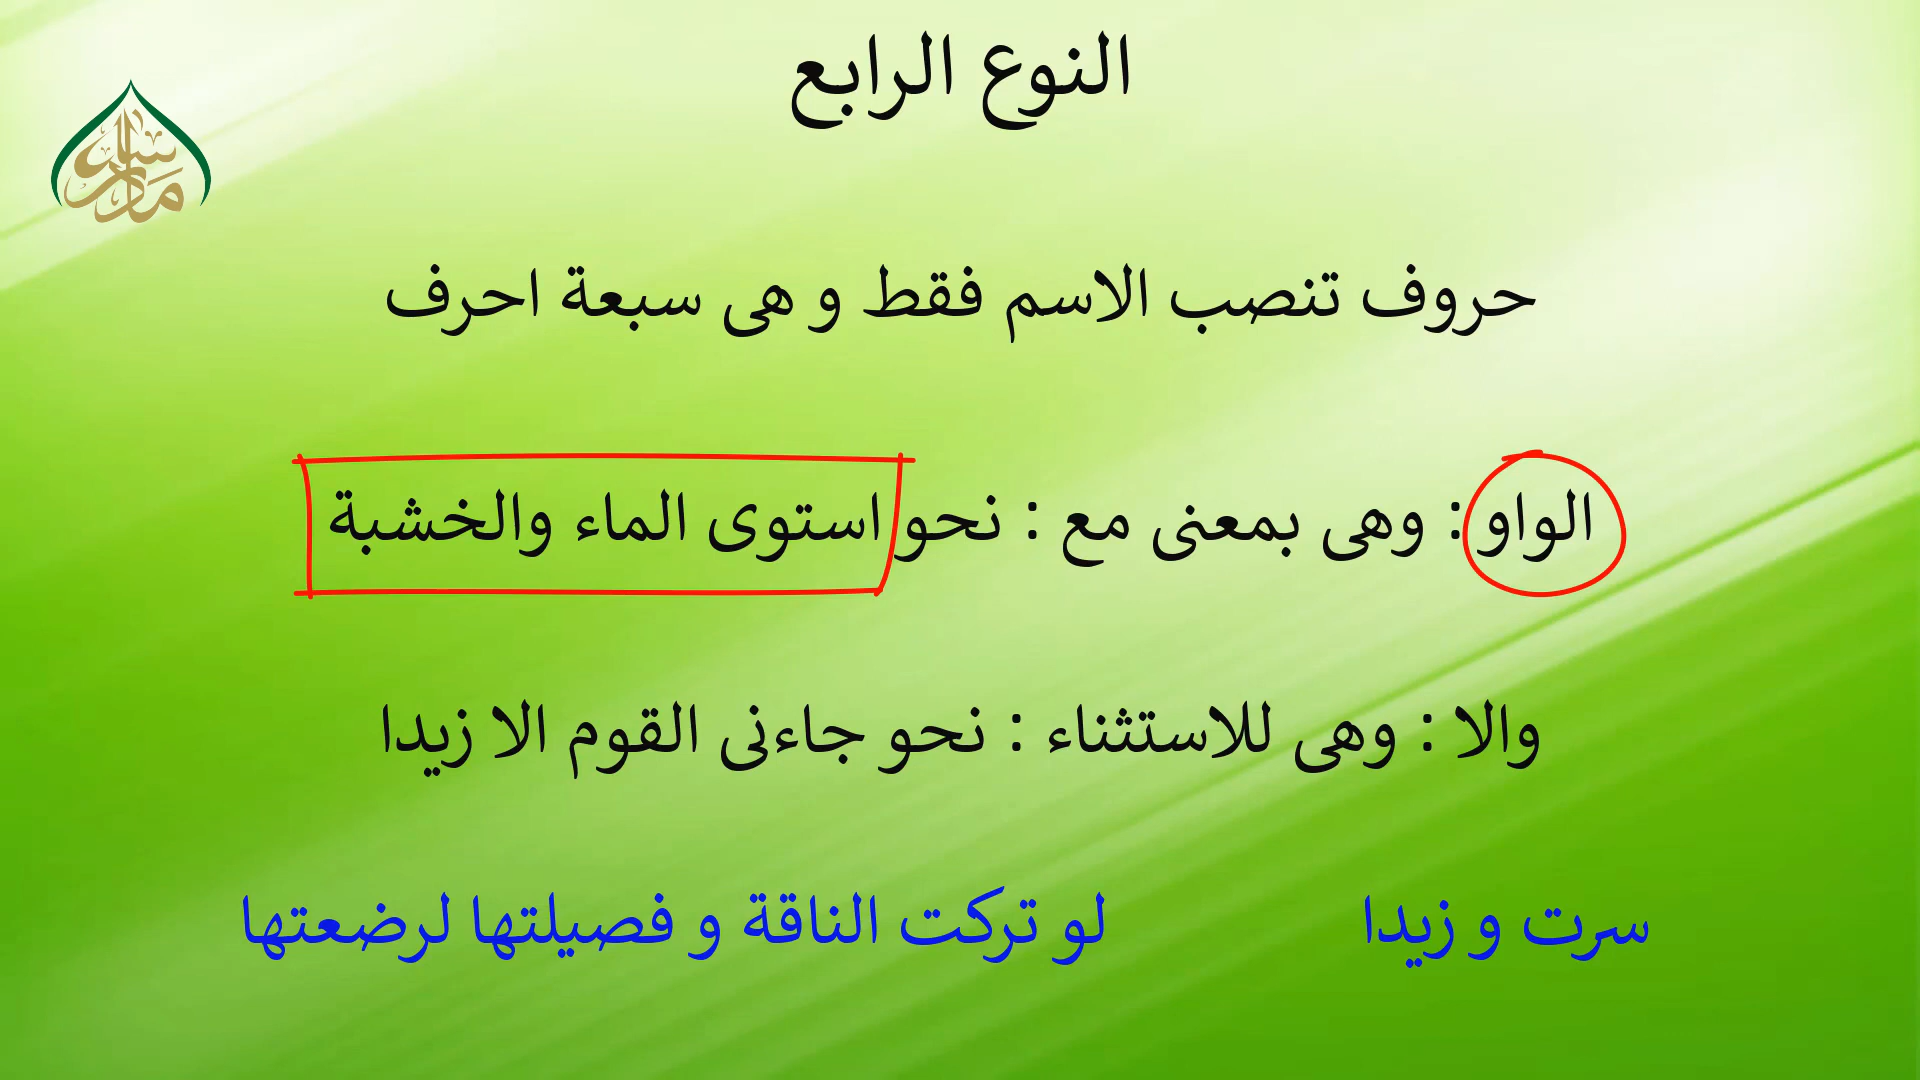 النوع الرابع
مدرسة
حروف تنصب الاسم فقط و هى سبعة احرف
الواو : وهى بمعنى مع : نحو استوى الماء والخشبة
والا : وهى للاستثناء : نحو جاءنى القوم الا زيدا
سرت و زيدا لو تركت الناقة و فصيلتها لرضعتها